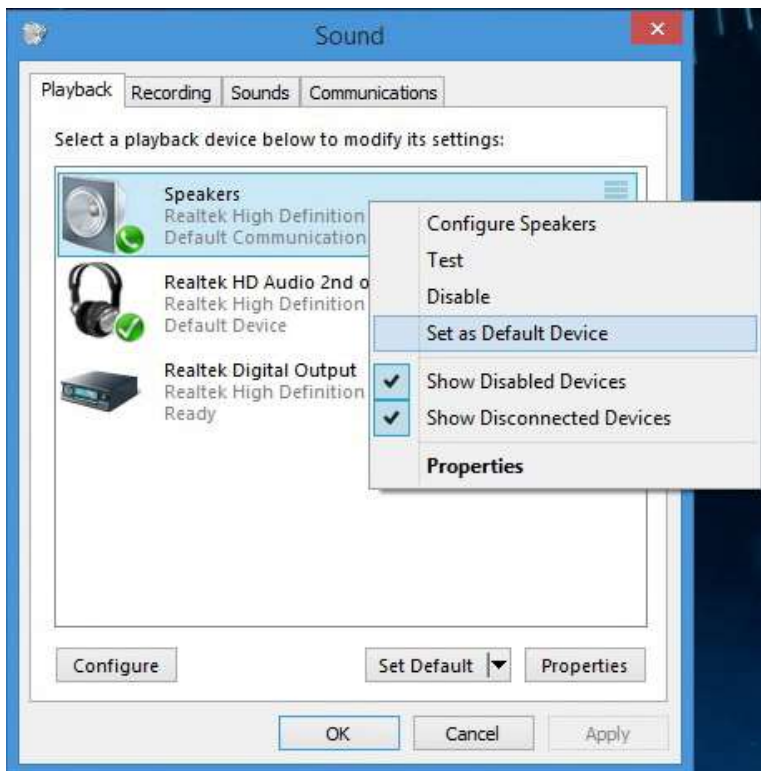 Sound
Playback Recording Sounds Communications
Select a playback device below to modify its settings:
Speakers
Realtek High Definition
Default Communication
Realtek HD Audio 2nd o
Realtek High Definition
Default Device
Realtek Digital Output
Realtek High Definition
Ready
Configure Speakers
Test
Disable
Set as Default Device
Show Disabled Devices
Show Disconnected Devices
Properties
Configure Set Default Properties
OK Cancel Apply